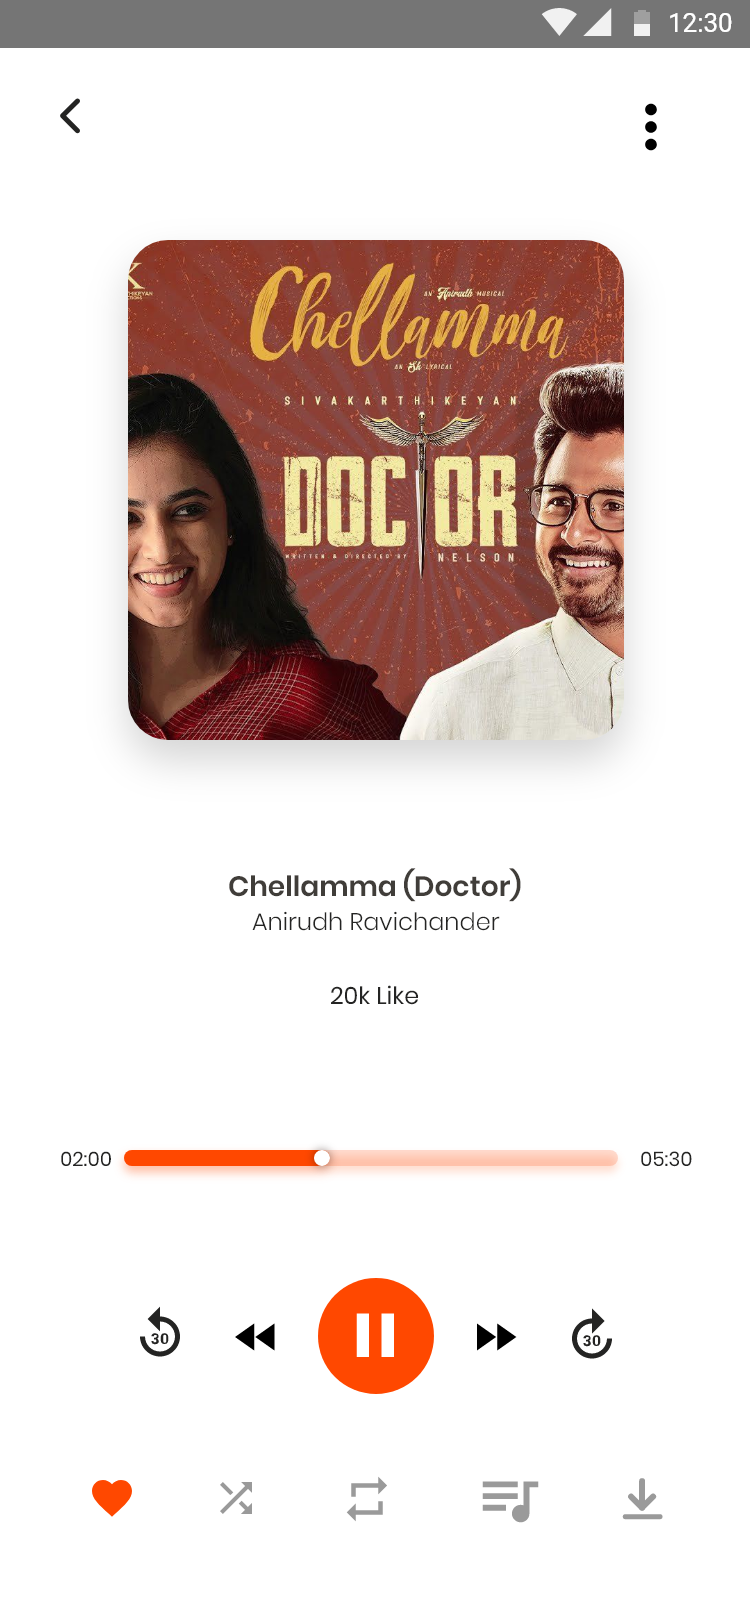 12:30
Chellamma
AN Anirudh MUSICAL
AN SK LYRICAL
SIVAKARTHIKEYAN
DOCTOR
WRITTEN & DIRECTED BY NELSON
Chellamma (Doctor)
Anirudh Ravichander
20k Like
02:00 05:30
30 30